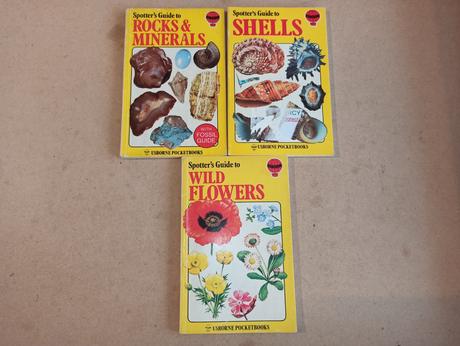 Spotter's Guide to
ROCKS &
MINERALS
WITH
FOSSIL
GUIDE
USBORNE POCKETBOOKS
Spotter's Guide to
SHELLS
USBORNE POCKETBOOKS
Spotter's Guide to
WILD
FLOWERS
USBORNE POCKETBOOKS